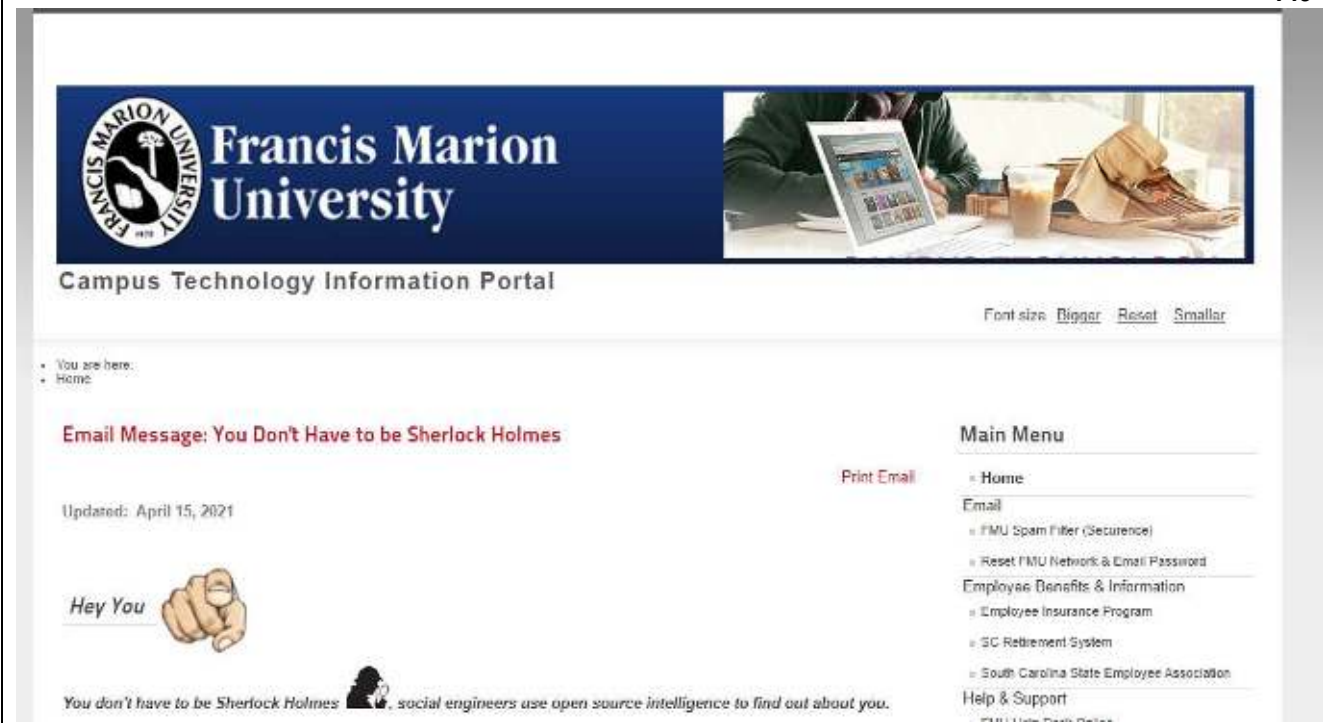 FRANCIS MARION UNIVERSITY
1970
Francis Marion
University
Campus Technology Information Portal
Font size Bigger Reset Smaller
You are here:
Home
Email Message: You Don't Have to be Sherlock Holmes
Print Email
Updated: April 15, 2021
Hey You
You don't have to be Sherlock Holmes , social engineers use open source intelligence to find out about you.
Main Menu
Home
Email
FMU Spam Filter (Securence)
Reset FMU Network & Email Password
Employee Benefits & Information
Employee Insurance Program
SC Retirement System
South Carolina State Employee Association
Help & Support